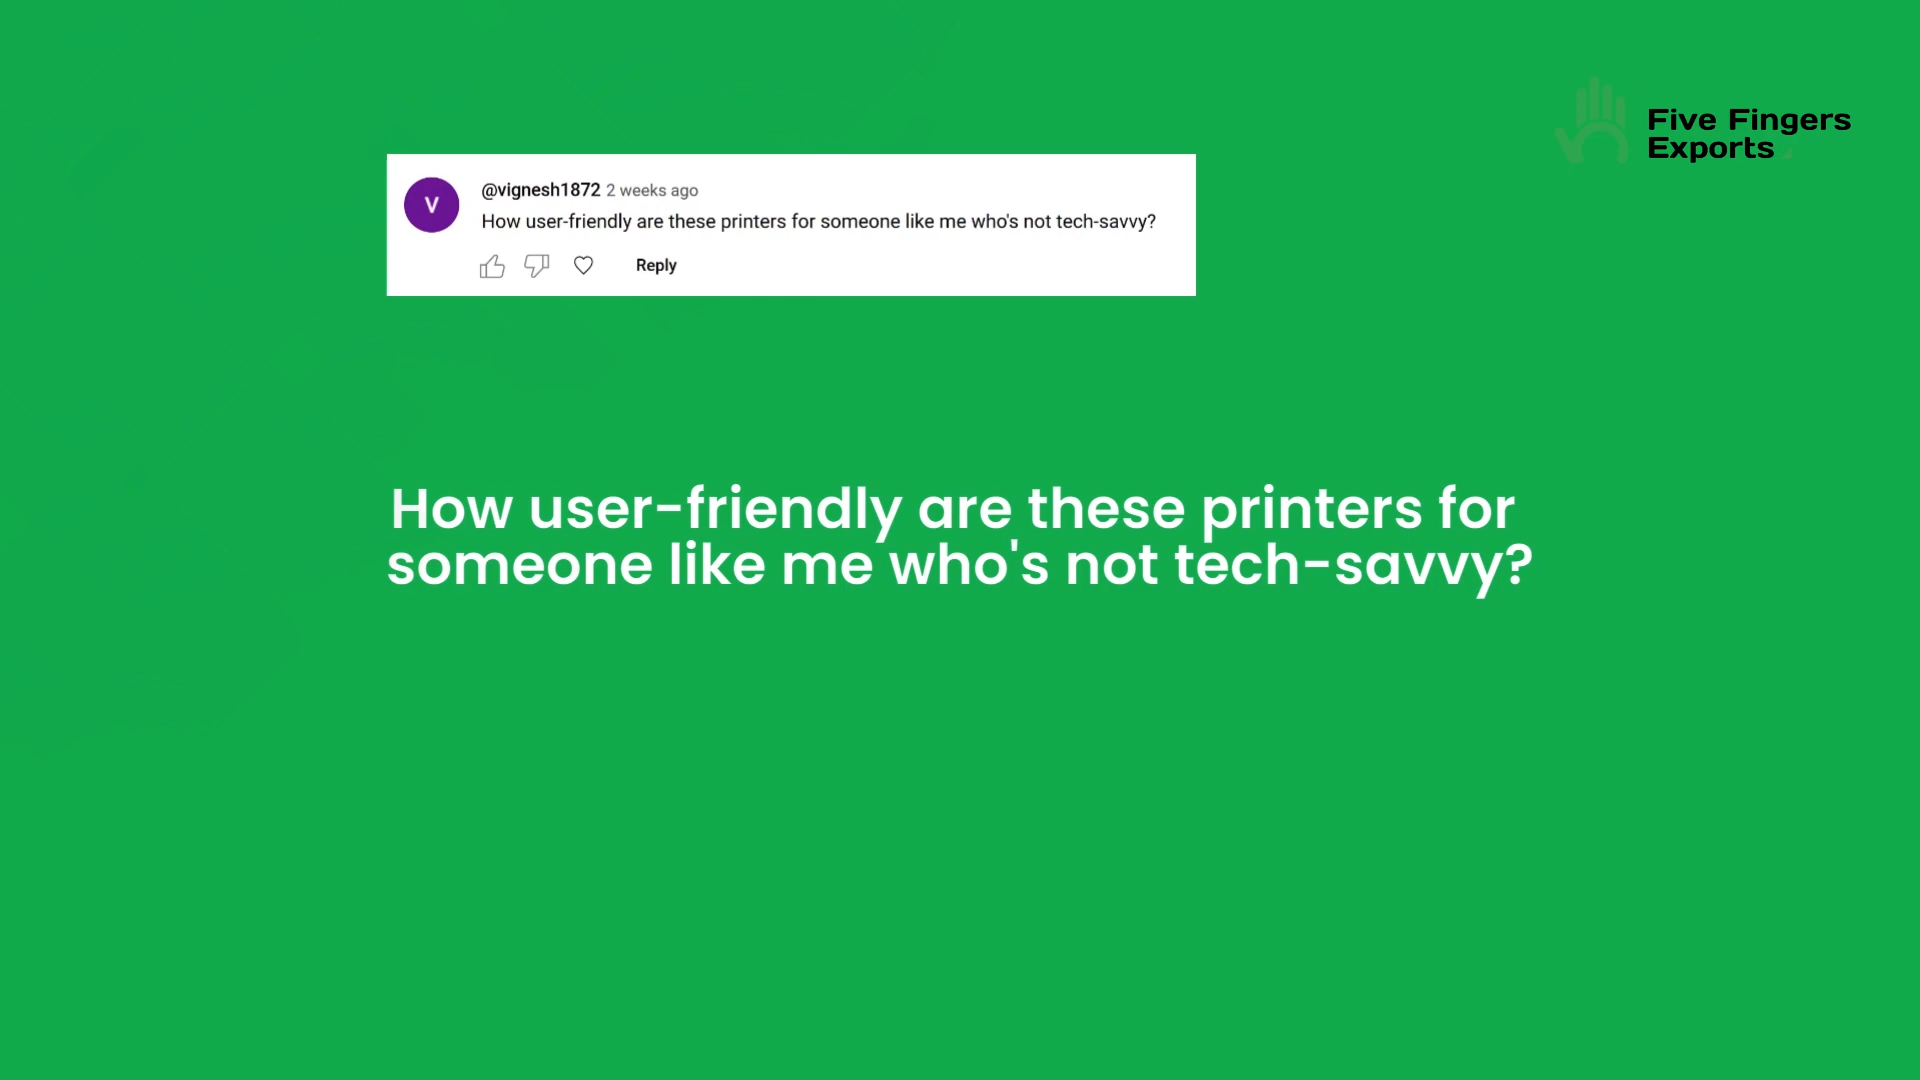 Five Fingers
Exports
V
@vignesh1872 2 weeks ago
How user-friendly are these printers for someone like me who's not tech-savvy?
Reply
How user-friendly are these printers for
someone like me who's not tech-savvy?